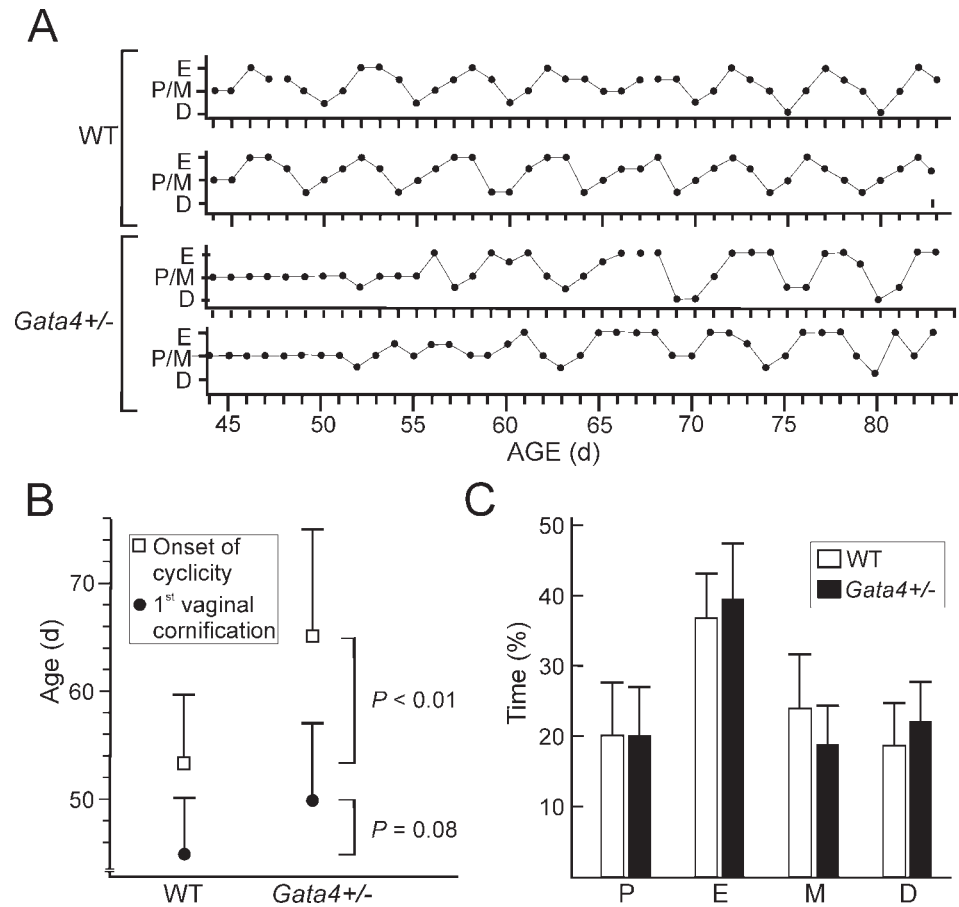 A
WT
E
P/M
D
E
P/M
D
Gata4+/-
E
P/M
D
E
P/M
D
45 50 55 60 65 70 75 80
AGE (d)
B
Age (d)
70
60
50
□ Onset of
cyclicity
● 1st vaginal
cornification
P < 0.01
P = 0.08
WT Gata4+/-
C
Time (%)
50
40
30
20
10
WT
Gata4+/-
P E M D